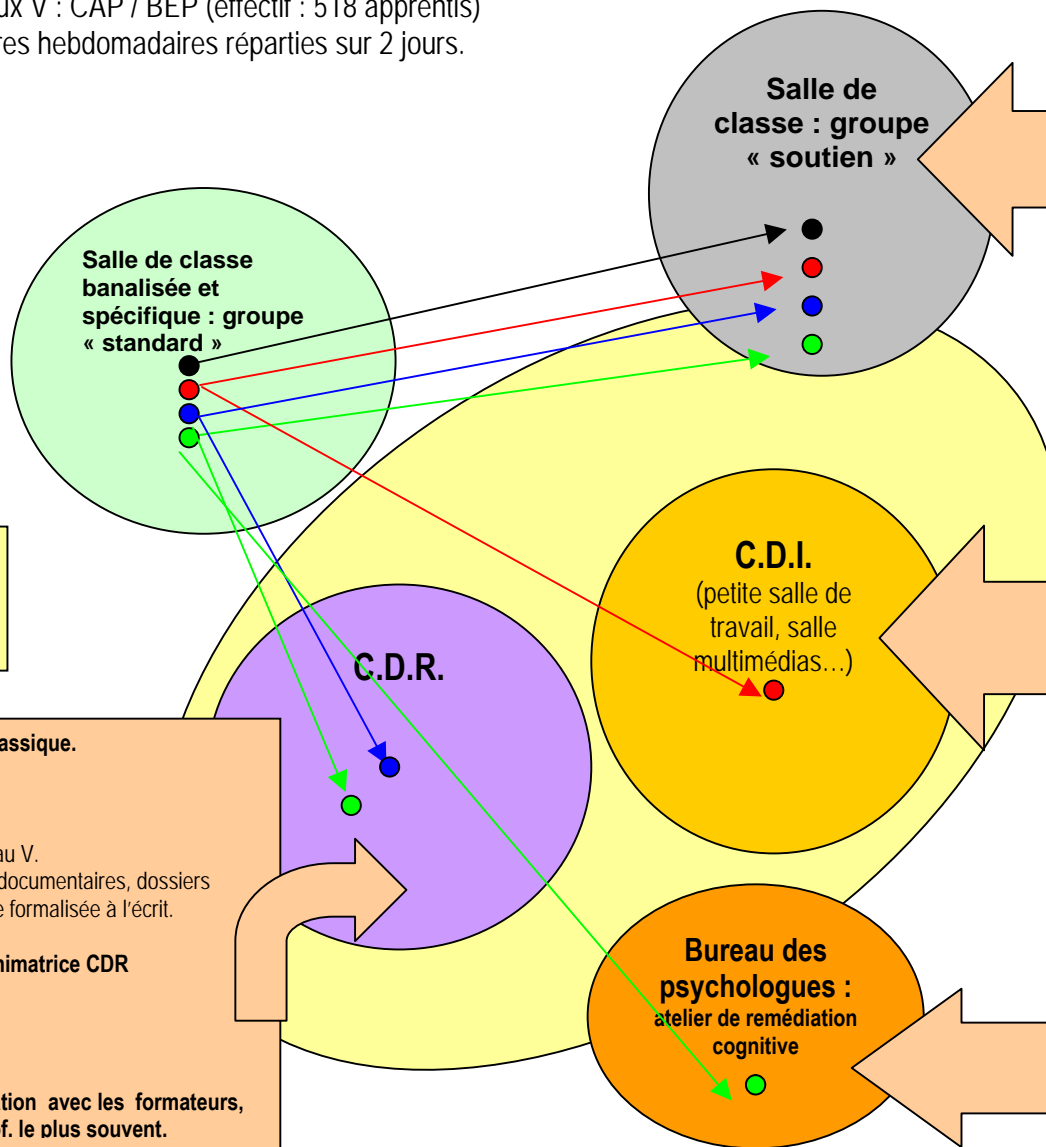 ux V : CAP / BEP (effectif : 518 apprentis)
res hebdomadaires réparties sur 2 jours.
Salle de
classe : groupe
« soutien »
Salle de classe
banalisée et
spécifique : groupe
« standard »
C.D.I.
(petite salle de
travail, salle
multimédias…)
C.D.R.
assique.
au V.
documentaires, dossiers
e formalisée à l’écrit.
nimatrice CDR
tion avec les formateurs,
of. le plus souvent.
Bureau des
psychologues :
atelier de remédiation
cognitive